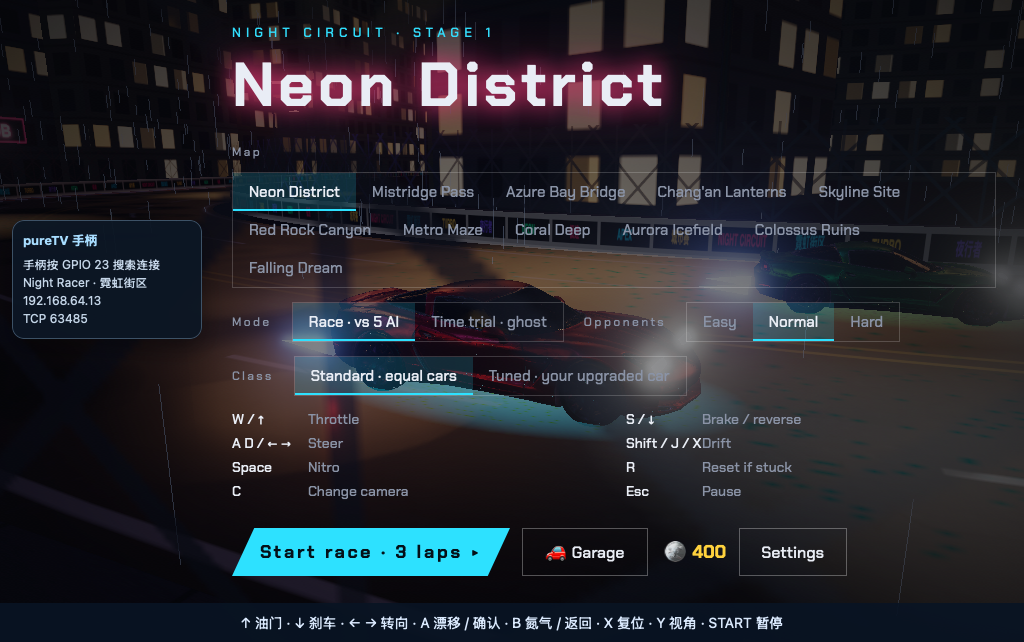 NIGHT CIRCUIT · STAGE 1
Neon District
Map
Neon District Mistridge Pass Azure Bay Bridge Chang'an Lanterns Skyline Site
Red Rock Canyon Metro Maze Coral Deep Aurora Icefield Colossus Ruins
Falling Dream
pureTV 手柄
手柄按 GPIO 23 搜索连接
Night Racer · 霓虹街区
192.168.64.13
TCP 63485
Mode Race · vs 5 AI Time trial · ghost Opponents Easy Normal Hard
Class Standard · equal cars Tuned · your upgraded car
W / ↑ Throttle S / ↓ Brake / reverse
A D / ← → Steer Shift / J / X Drift
Space Nitro R Reset if stuck
C Change camera Esc Pause
Start race · 3 laps ▸ 🚗 Garage 400 Settings
↑ 油门 · ↓ 刹车 · ← → 转向 · A 漂移 / 确认 · B 氮气 / 返回 · X 复位 · Y 视角 · START 暂停